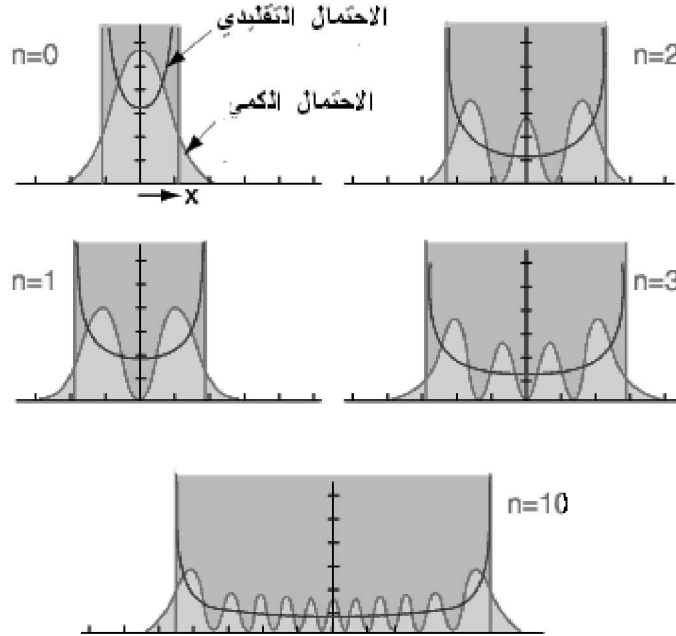 الاحتمال التقليدي
n=0
n=2
الاحتمال الكمي
x
n=1
n=3
n=10